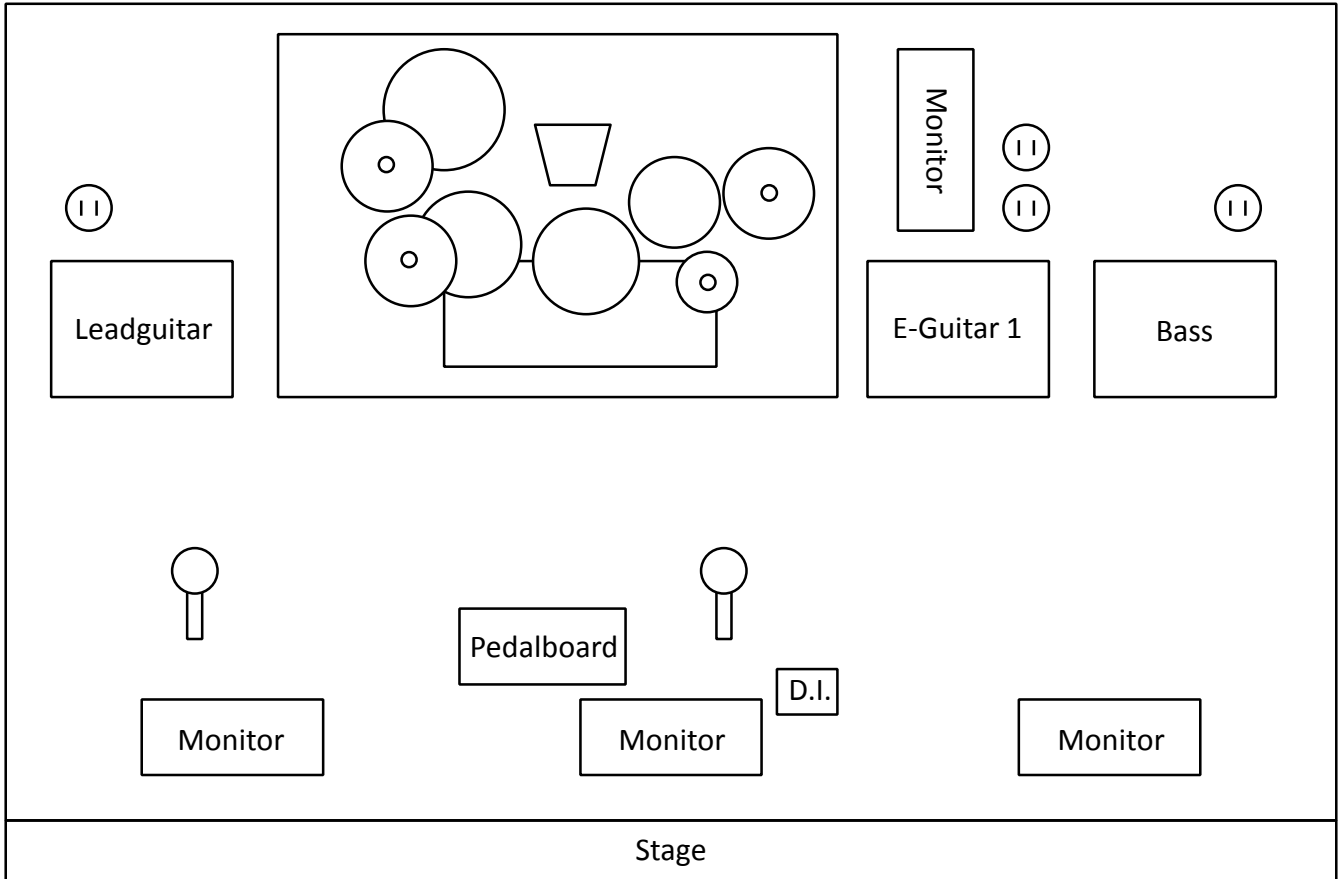 Monitor
Leadguitar
E-Guitar 1
Bass
Pedalboard
D.I.
Monitor
Monitor
Monitor
Stage